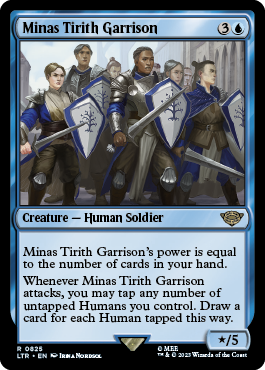 Minas Tirith Garrison 3
Creature — Human Soldier
Minas Tirith Garrison's power is equal
to the number of cards in your hand.
Whenever Minas Tirith Garrison
attacks, you may tap any number of
untapped Humans you control. Draw a
card for each Human tapped this way.
R 0825
LTR • EN Irina Nordsol
© MEE
™ & © 2023 Wizards of the Coast
★/5